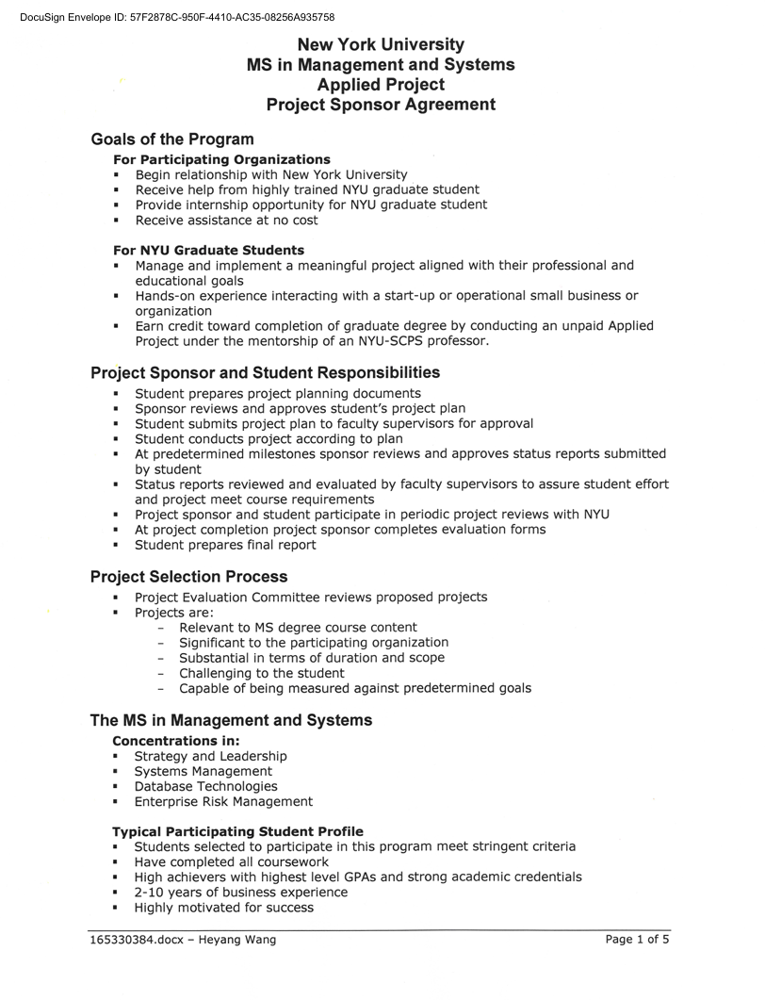 DocuSign Envelope ID: 57F2878C-950F-4410-AC35-08256A935758
New York University
MS in Management and Systems
Applied Project
Project Sponsor Agreement
Goals of the Program
For Participating Organizations
▪ Begin relationship with New York University
▪ Receive help from highly trained NYU graduate student
▪ Provide internship opportunity for NYU graduate student
▪ Receive assistance at no cost
For NYU Graduate Students
▪ Manage and implement a meaningful project aligned with their professional and
educational goals
▪ Hands-on experience interacting with a start-up or operational small business or
organization
▪ Earn credit toward completion of graduate degree by conducting an unpaid Applied
Project under the mentorship of an NYU-SCPS professor.
Project Sponsor and Student Responsibilities
▪ Student prepares project planning documents
▪ Sponsor reviews and approves student's project plan
▪ Student submits project plan to faculty supervisors for approval
▪ Student conducts project according to plan
▪ At predetermined milestones sponsor reviews and approves status reports submitted
by student
▪ Status reports reviewed and evaluated by faculty supervisors to assure student effort
and project meet course requirements
▪ Project sponsor and student participate in periodic project reviews with NYU
▪ At project completion project sponsor completes evaluation forms
▪ Student prepares final report
Project Selection Process
▪ Project Evaluation Committee reviews proposed projects
▪ Projects are:
– Relevant to MS degree course content
– Significant to the participating organization
– Substantial in terms of duration and scope
– Challenging to the student
– Capable of being measured against predetermined goals
The MS in Management and Systems
Concentrations in:
▪ Strategy and Leadership
▪ Systems Management
▪ Database Technologies
▪ Enterprise Risk Management
Typical Participating Student Profile
▪ Students selected to participate in this program meet stringent criteria
▪ Have completed all coursework
▪ High achievers with highest level GPAs and strong academic credentials
▪ 2-10 years of business experience
▪ Highly motivated for success
165330384.docx – Heyang Wang Page 1 of 5